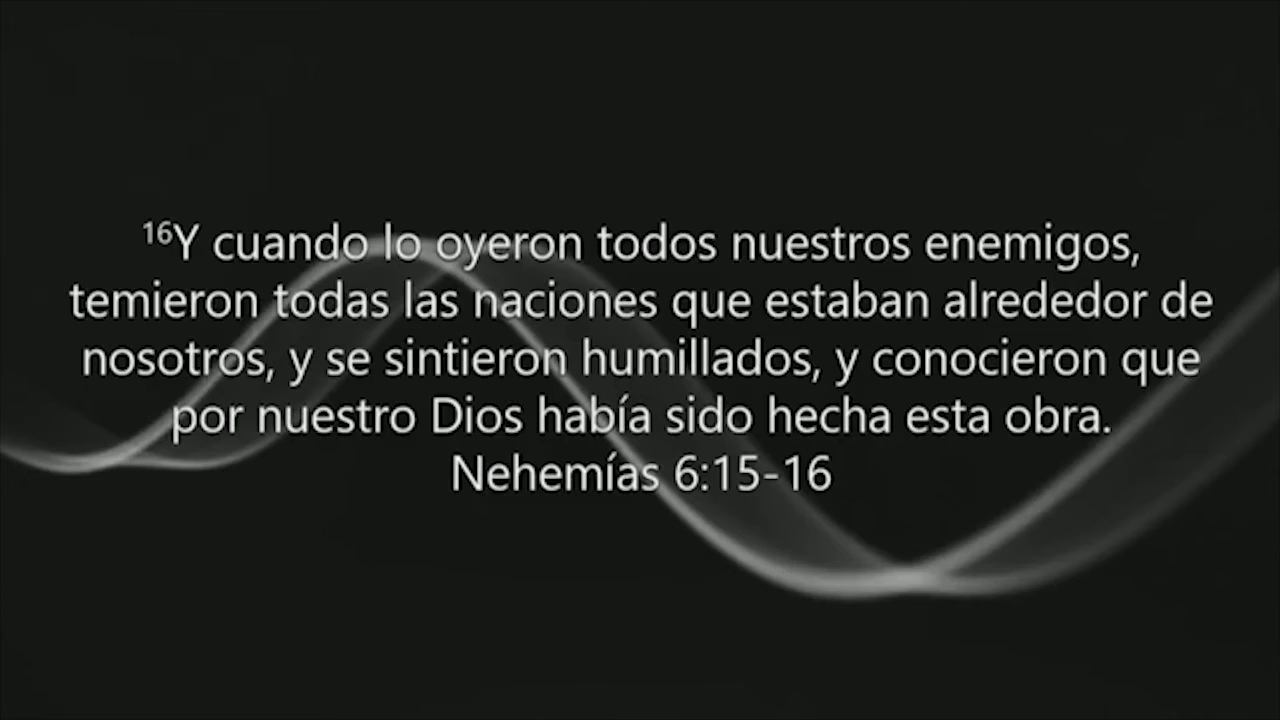 ¹⁶Y cuando lo oyeron todos nuestros enemigos,
temieron todas las naciones que estaban alrededor de
nosotros, y se sintieron humillados, y conocieron que
por nuestro Dios había sido hecha esta obra.
Nehemías 6:15-16